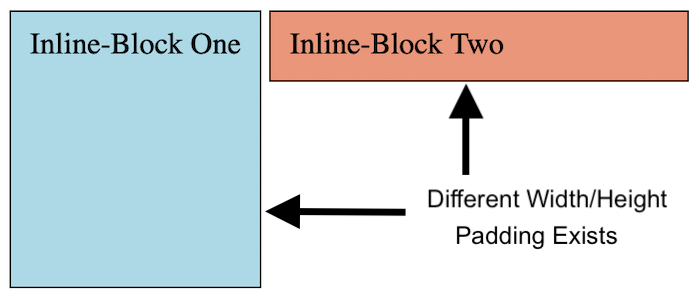 Inline-Block One
Inline-Block Two
Different Width/Height
Padding Exists